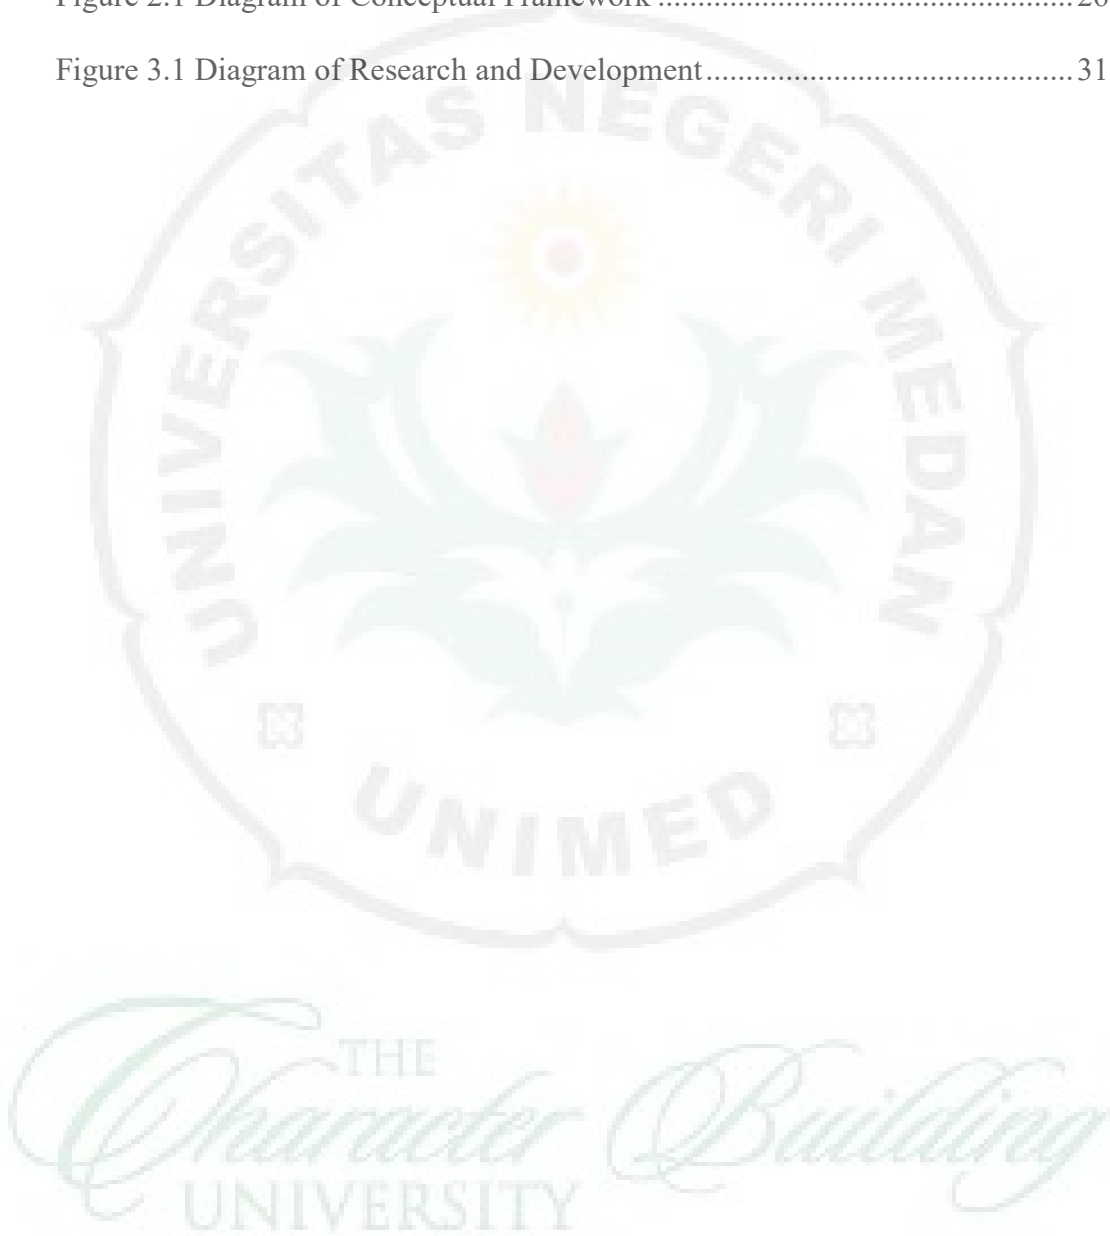 Figure 2.1 Diagram of Conceptual Framework ....................................................
Figure 3.1 Diagram of Research and Development.............................................. 31
UNIVERSITAS NEGERI MEDAN
UNIMED
THE
Character Building
UNIVERSITY